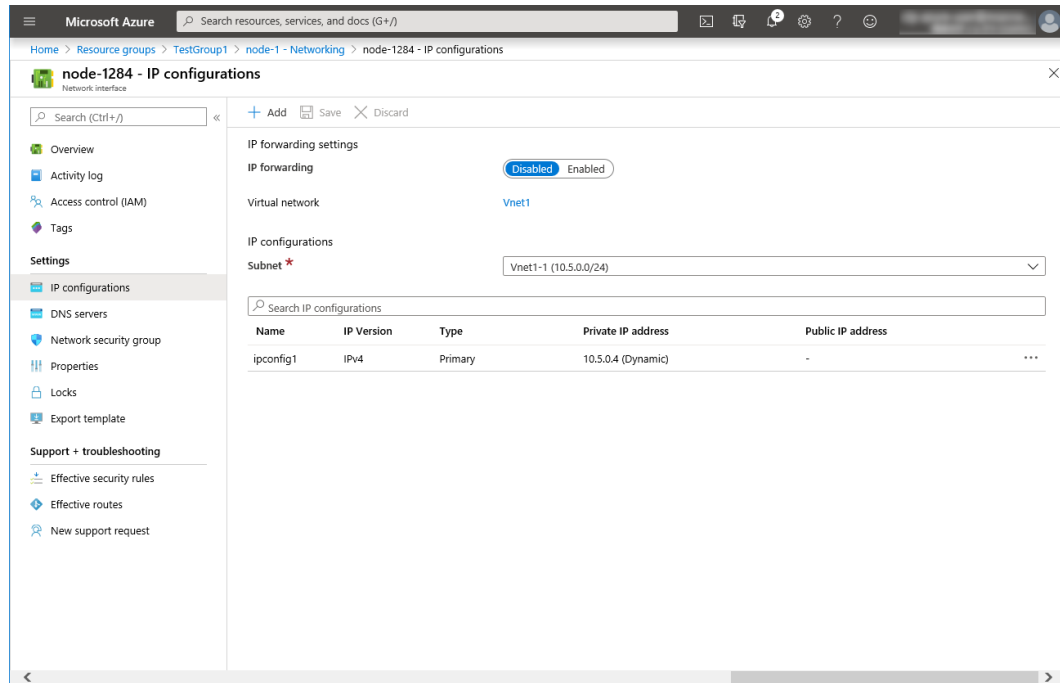 Microsoft Azure
Search resources, services, and docs (G+/)
2
?
Home > Resource groups > TestGroup1 > node-1 - Networking > node-1284 - IP configurations
node-1284 - IP configurations
Network interface
Search (Ctrl+/)
«
Add Save Discard
Overview
Activity log
Access control (IAM)
Tags
Settings
IP configurations
DNS servers
Network security group
Properties
Locks
Export template
Support + troubleshooting
Effective security rules
Effective routes
New support request
IP forwarding settings
IP forwarding Disabled Enabled
Virtual network Vnet1
IP configurations
Subnet * Vnet1-1 (10.5.0.0/24)
Search IP configurations
Name IP Version Type Private IP address Public IP address
ipconfig1 IPv4 Primary 10.5.0.4 (Dynamic) - ...